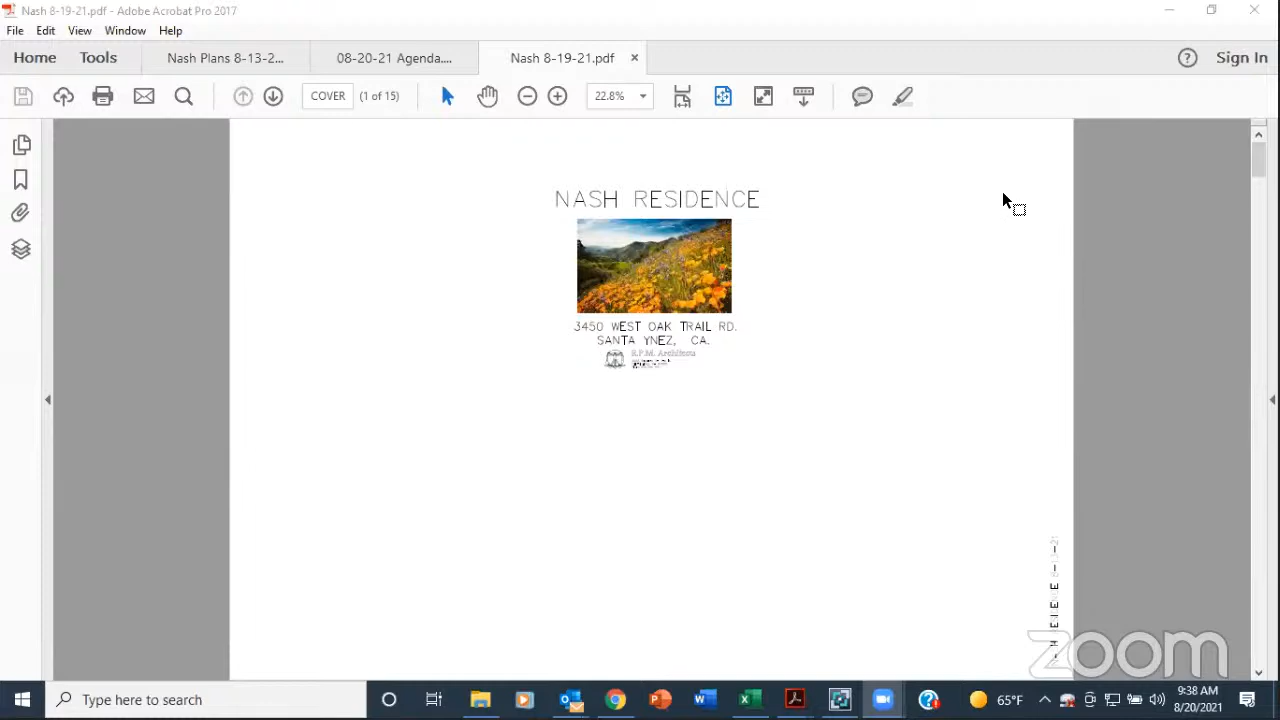 Nash 8-19-21.pdf - Adobe Acrobat Pro 2017
File Edit View Window Help
Home Tools Nash Plans 8-13-2... 08-20-21 Agenda.... Nash 8-19-21.pdf × Sign In
COVER (1 of 15) 22.8%
NASH RESIDENCE
3450 WEST OAK TRAIL RD.
SANTA YNEZ, CA.
Architects
zoom
Type here to search
65°F
9:38 AM
8/20/2021